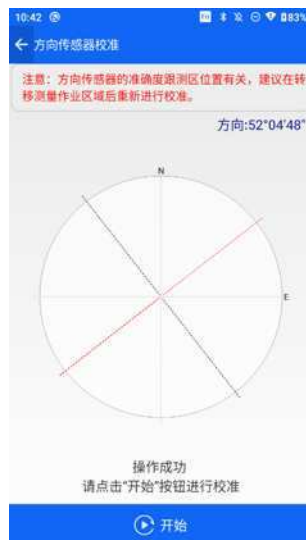 10:42
83%
方向传感器校准
注意：方向传感器的准确度跟测区位置有关，建议在转
移测量作业区域后重新进行校准。
方向:52°04'48"
N
E
操作成功
请点击"开始"按钮进行校准
开始